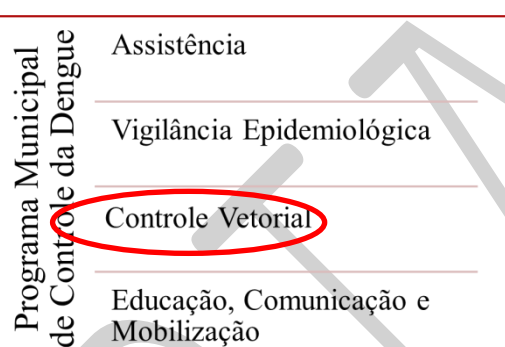 Programa Municipal
de Controle da Dengue
Assistência
Vigilância Epidemiológica
Controle Vetorial
Educação, Comunicação e
Mobilização